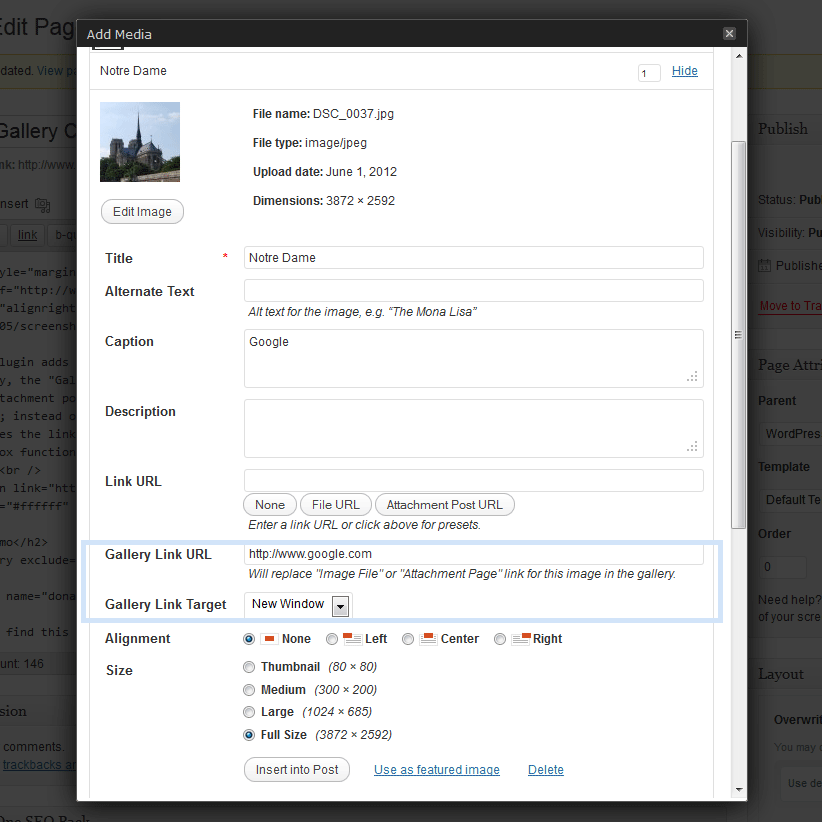 Edit Pag
Add Media
dated. View pa
Notre Dame
1
Hide
Gallery C
nk: http://www.
nsert
link
b-qu
File name: DSC_0037.jpg
File type: image/jpeg
Upload date: June 1, 2012
Dimensions: 3872 × 2592
Edit Image
Title
*
Notre Dame
Alternate Text
Alt text for the image, e.g. “The Mona Lisa”
Caption
Google
Description
Link URL
None
File URL
Attachment Post URL
Enter a link URL or click above for presets.
Gallery Link URL
http://www.google.com
Will replace "Image File" or "Attachment Page" link for this image in the gallery.
Gallery Link Target
New Window
Alignment
None
Left
Center
Right
Size
Thumbnail (80 × 80)
Medium (300 × 200)
Large (1024 × 685)
Full Size (3872 × 2592)
Insert into Post
Use as featured image
Delete
yle="margin
f="http://w
"alignright
05/screensh
lugin adds
y, the "Gal
tachment po
; instead o
es the link
ox function
<br />
n link="htt
="#ffffff"
mo</h2>
ery exclude=
name="dona
find this
unt: 146
sion
comments.
trackbacks an
One SEO Pack
Publish
Status: Pub
Visibility: Pu
Publishe
Move to Tra
Page Attri
Parent
WordPres
Template
Default Te
Order
0
Need help?
of your scre
Layout
Overwrit
You may c
Use de